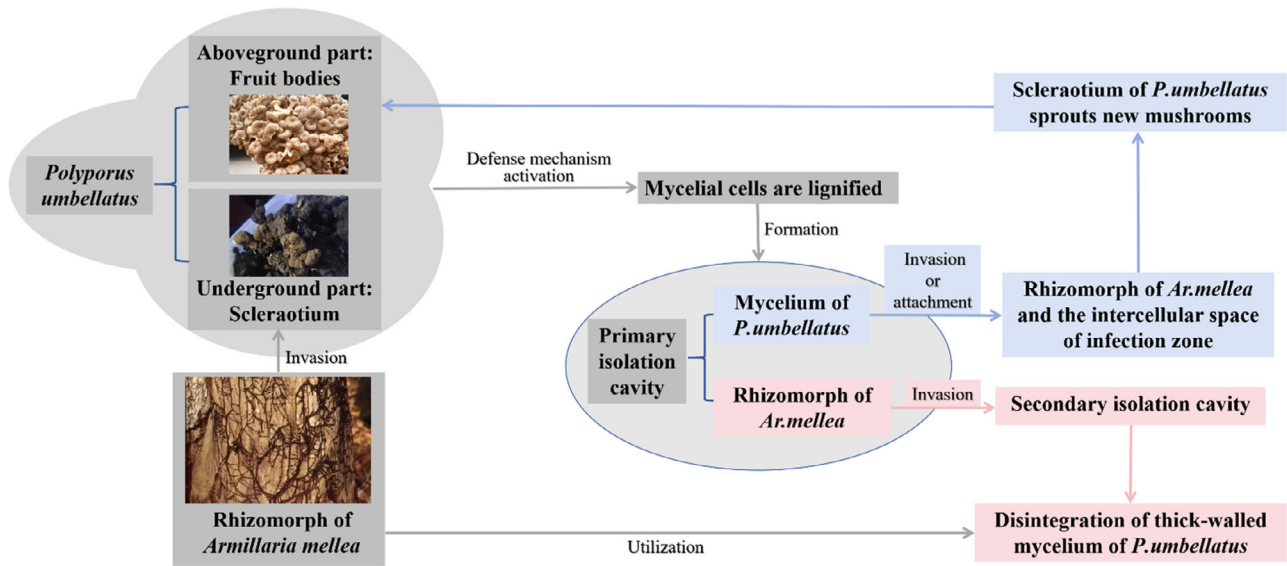 Aboveground part:
Fruit bodies
Polyporus
umbellatus
Underground part:
Scleraotium
Invasion
Rhizomorph of
Armillaria mellea
Defense mechanism
activation
Mycelial cells are lignified
Formation
Primary
isolation
cavity
Mycelium of
P.umbellatus
Rhizomorph of
Ar.mellea
Invasion
or
attachment
Invasion
Scleraotium of P.umbellatus
sprouts new mushrooms
Rhizomorph of Ar.mellea
and the intercellular space
of infection zone
Secondary isolation cavity
Disintegration of thick-walled
mycelium of P.umbellatus
Utilization